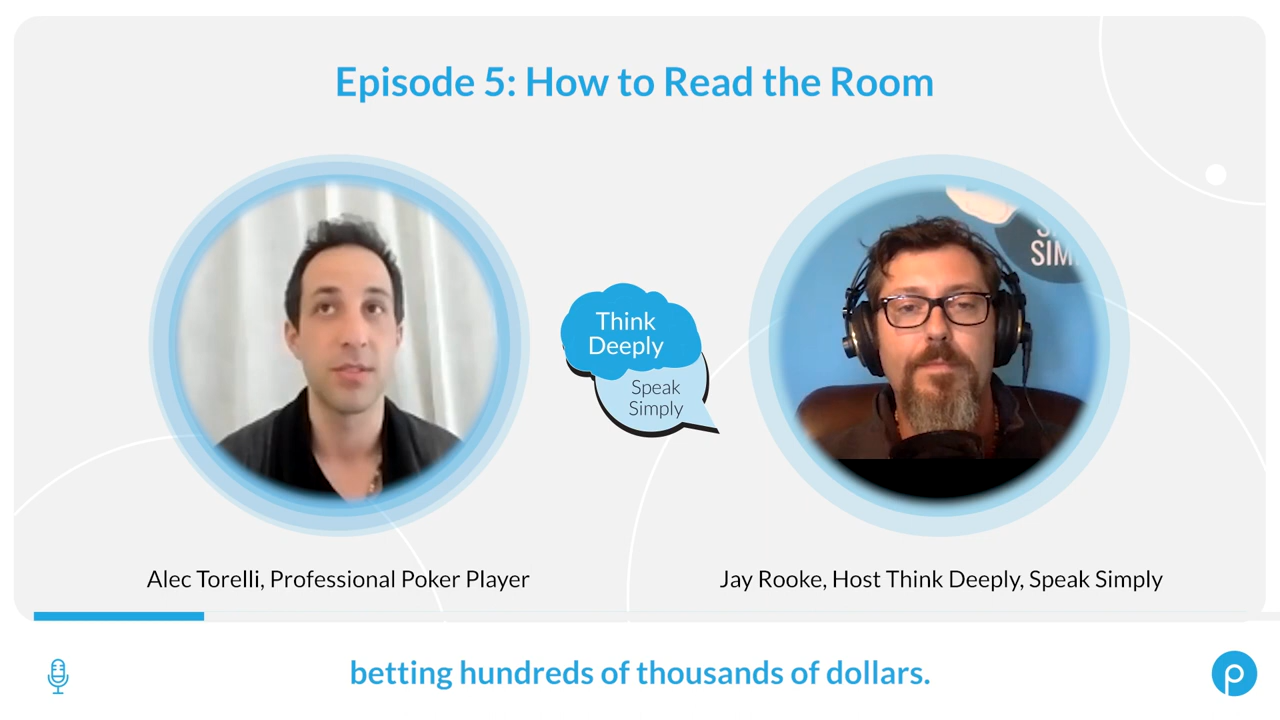 Episode 5: How to Read the Room
SIM
Think
Deeply
Speak
Simply
Alec Torelli, Professional Poker Player
Jay Rooke, Host Think Deeply, Speak Simply
betting hundreds of thousands of dollars.